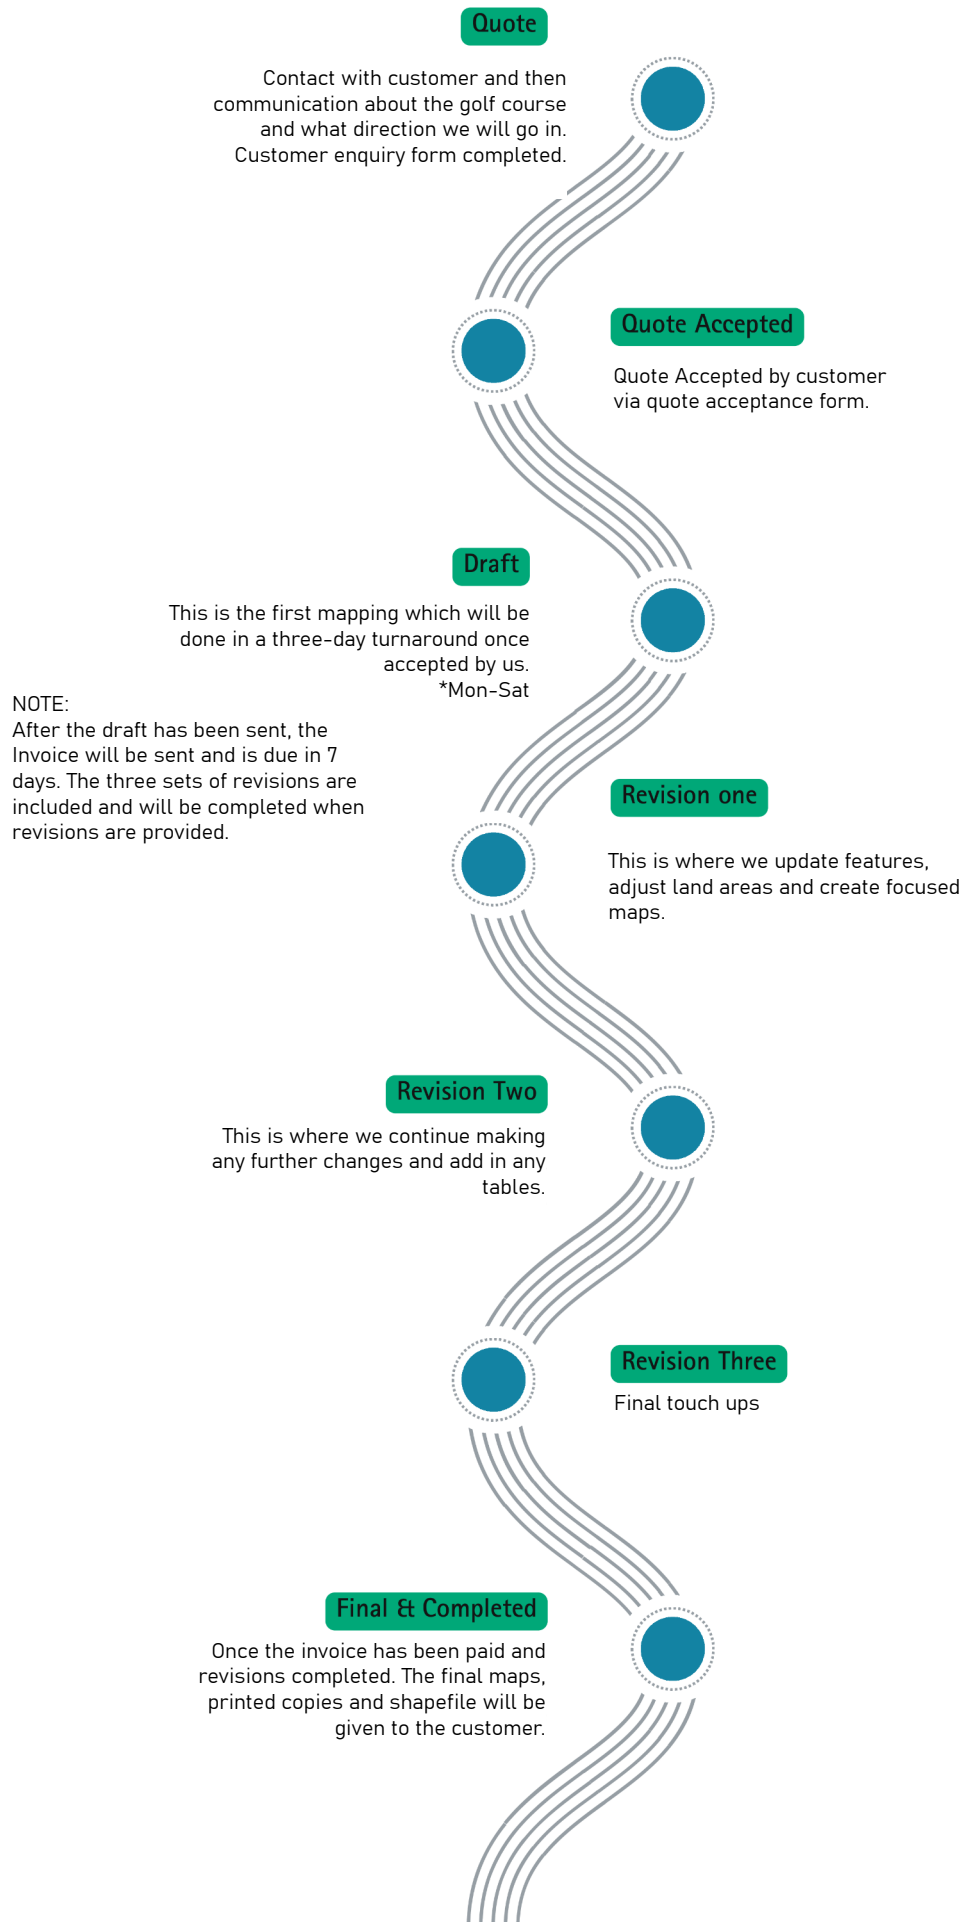 Quote
Contact with customer and then
communication about the golf course
and what direction we will go in.
Customer enquiry form completed.
Quote Accepted
Quote Accepted by customer
via quote acceptance form.
Draft
This is the first mapping which will be
done in a three-day turnaround once
accepted by us.
*Mon-Sat
NOTE:
After the draft has been sent, the
Invoice will be sent and is due in 7
days. The three sets of revisions are
included and will be completed when
revisions are provided.
Revision one
This is where we update features,
adjust land areas and create focused
maps.
Revision Two
This is where we continue making
any further changes and add in any
tables.
Revision Three
Final touch ups
Final & Completed
Once the invoice has been paid and
revisions completed. The final maps,
printed copies and shapefile will be
given to the customer.